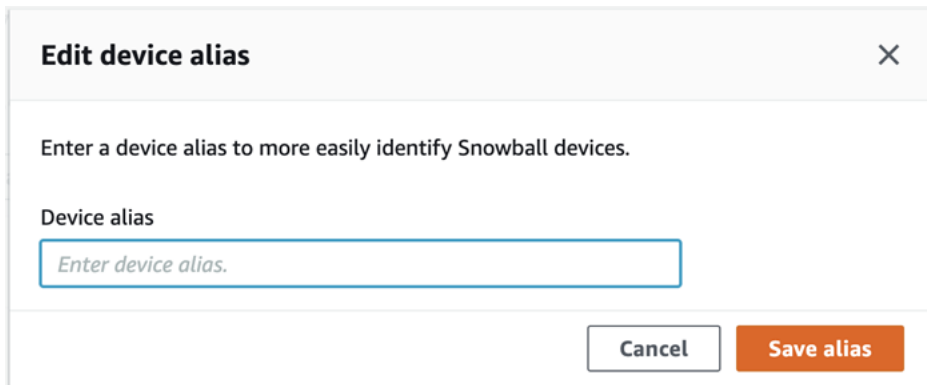 Edit device alias
Enter a device alias to more easily identify Snowball devices.
Device alias
Enter device alias.
Cancel Save alias